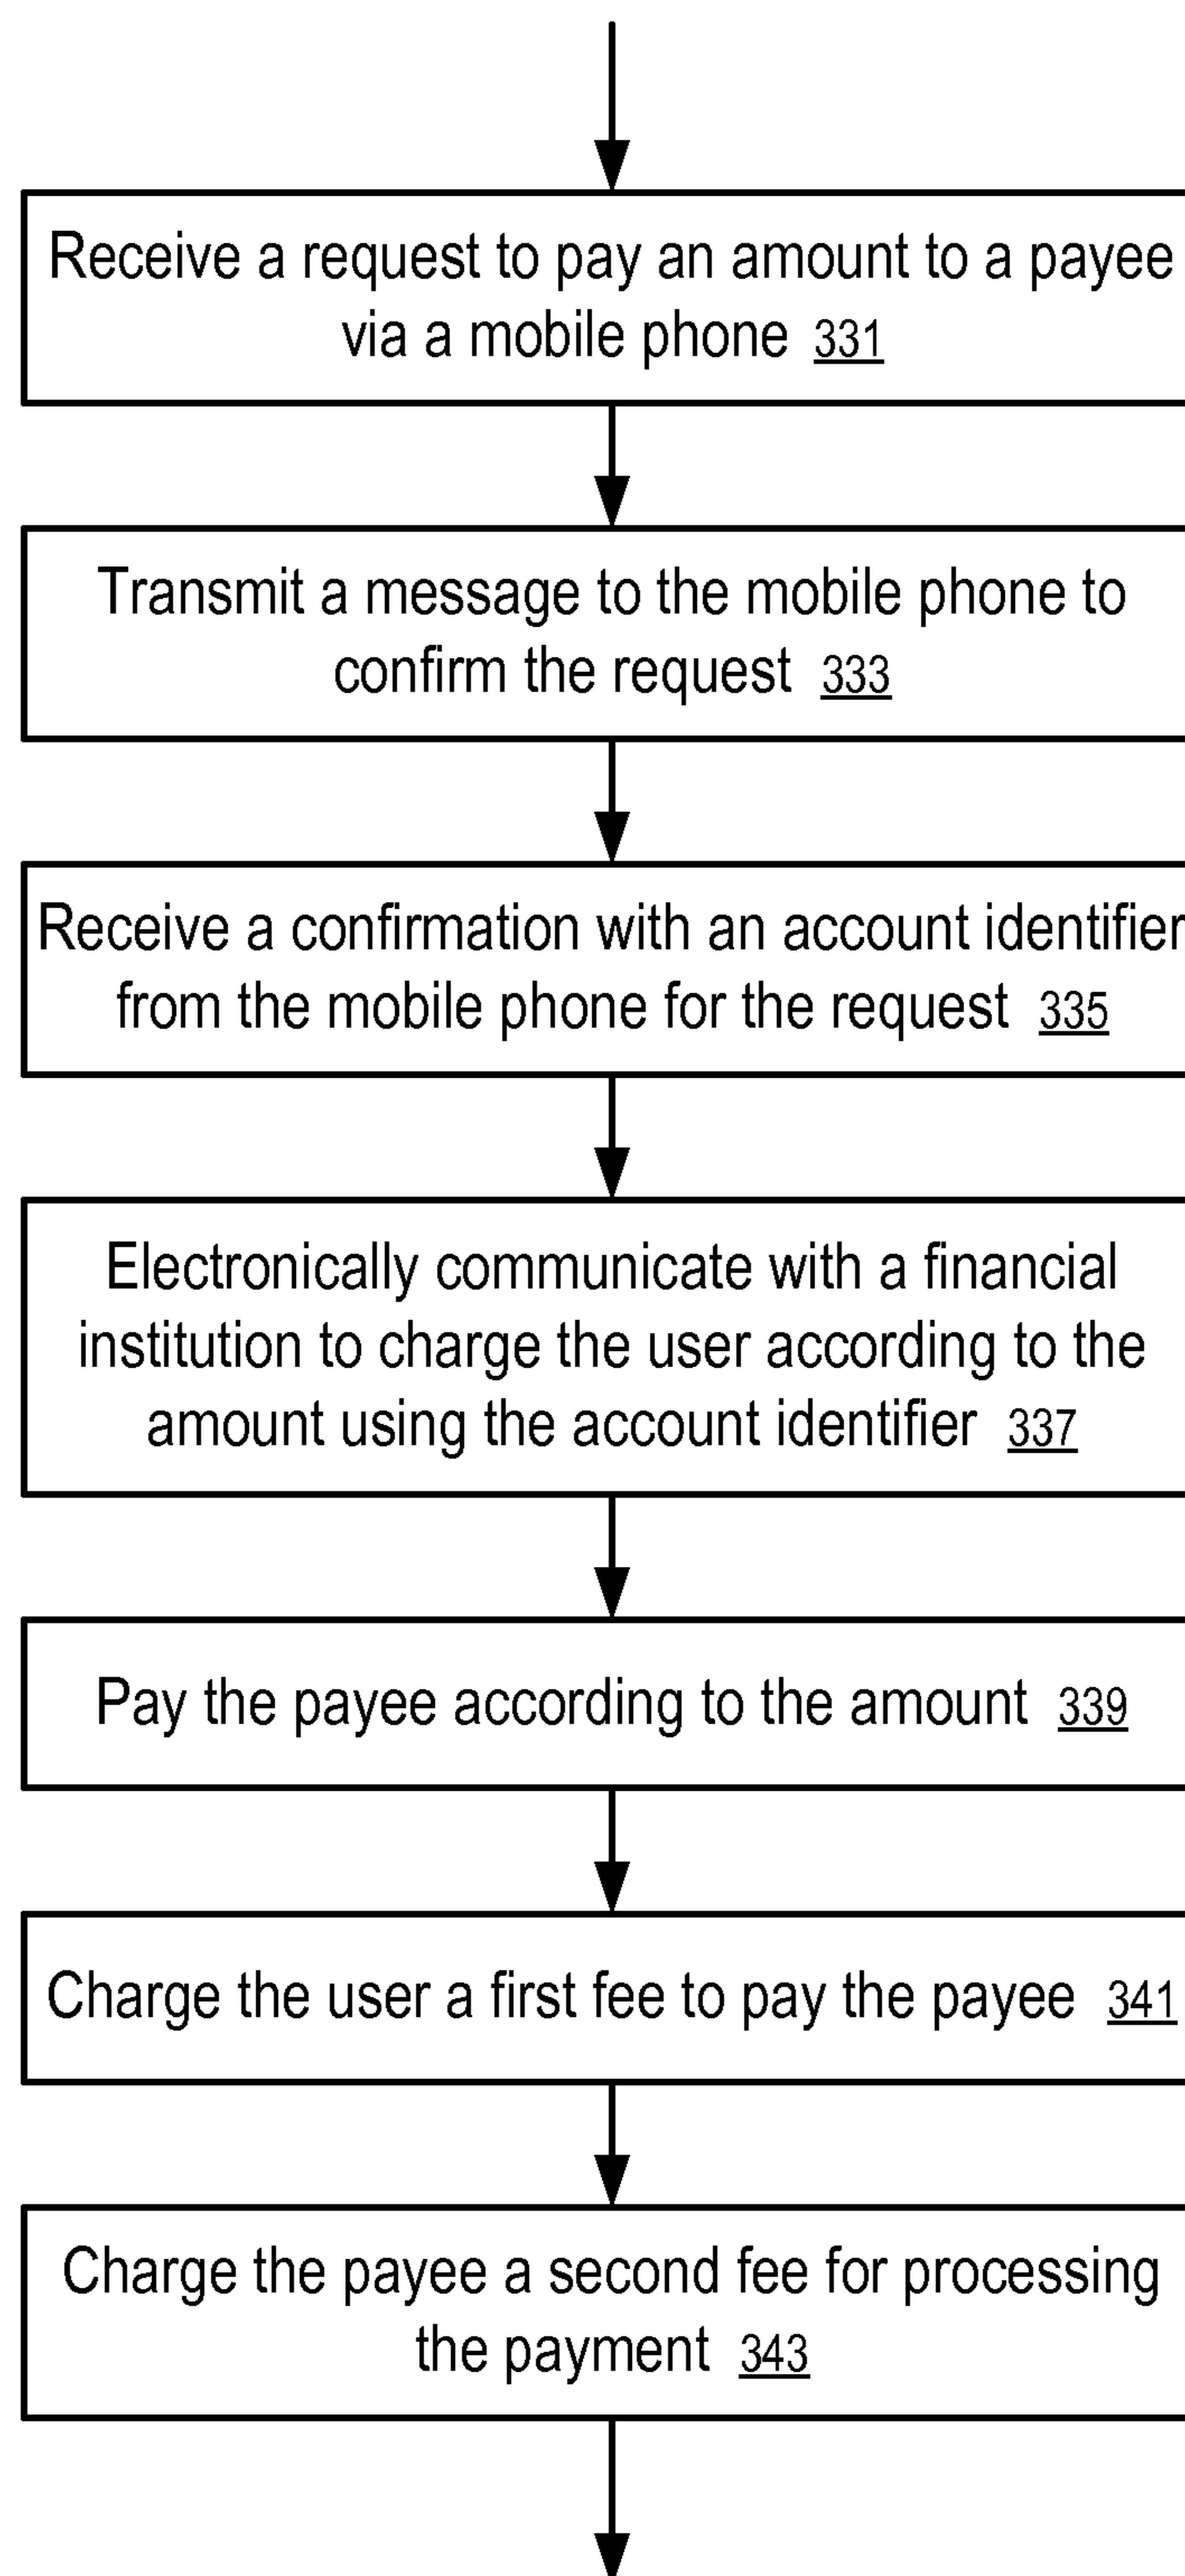 Receive a request to pay an amount to a payee
via a mobile phone 331
Transmit a message to the mobile phone to
confirm the request 333
Receive a confirmation with an account identifier
from the mobile phone for the request 335
Electronically communicate with a financial
institution to charge the user according to the
amount using the account identifier 337
Pay the payee according to the amount 339
Charge the user a first fee to pay the payee 341
Charge the payee a second fee for processing
the payment 343